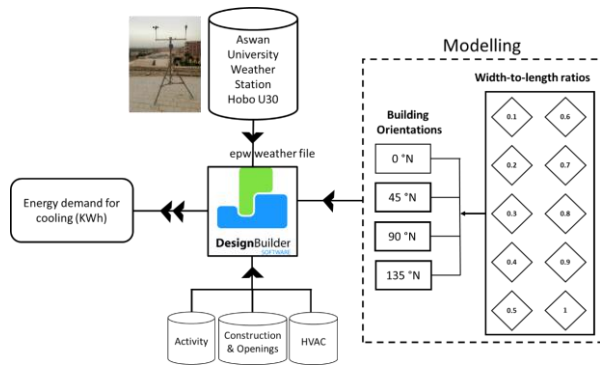 Aswan
University
Weather
Station
Hobo U30
epw weather file
Energy demand for
cooling (KWh)
DesignBuilder
SOFTWARE
Activity
Construction
& Openings
HVAC
Modelling
Building
Orientations
0 °N
45 °N
90 °N
135 °N
Width-to-length ratios
0.1
0.6
0.2
0.7
0.3
0.8
0.4
0.9
0.5
1